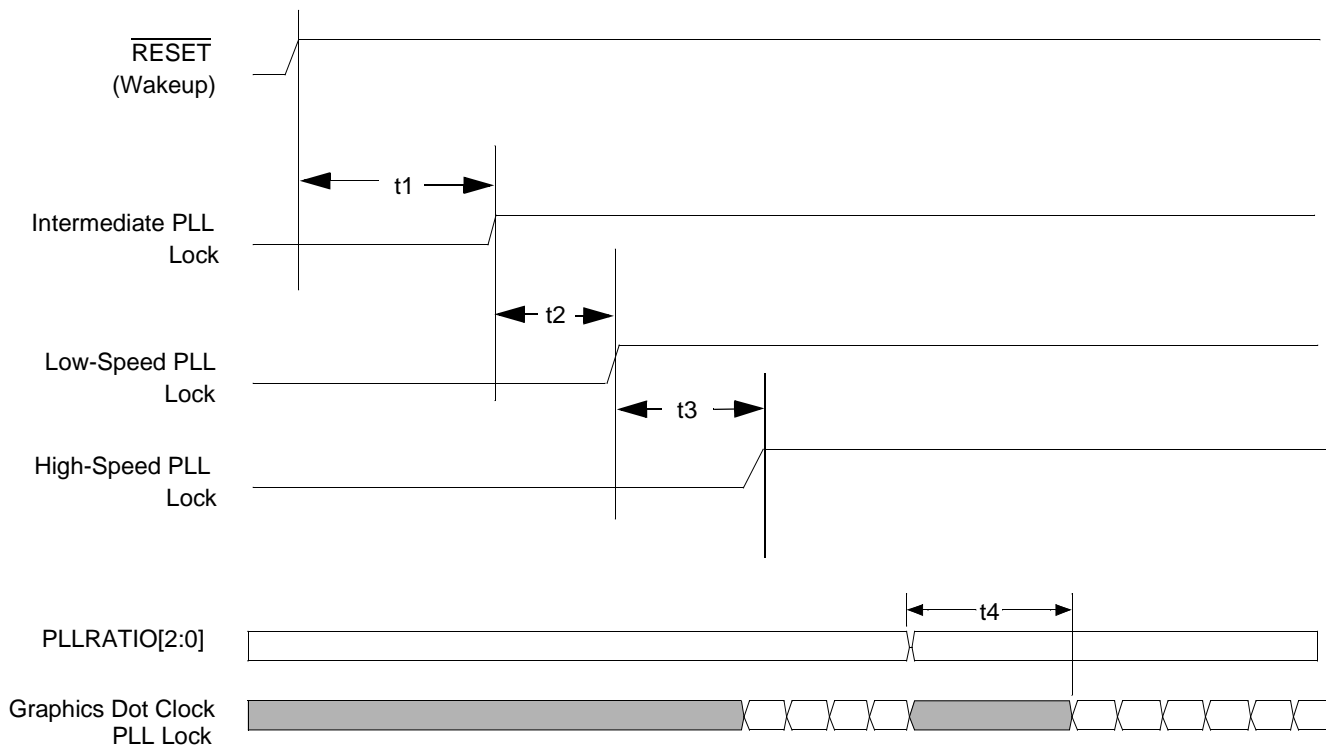 RESET
(Wakeup)
t1
Intermediate PLL
Lock
t2
Low-Speed PLL
Lock
t3
High-Speed PLL
Lock
t4
PLLRATIO[2:0]
Graphics Dot Clock
PLL Lock